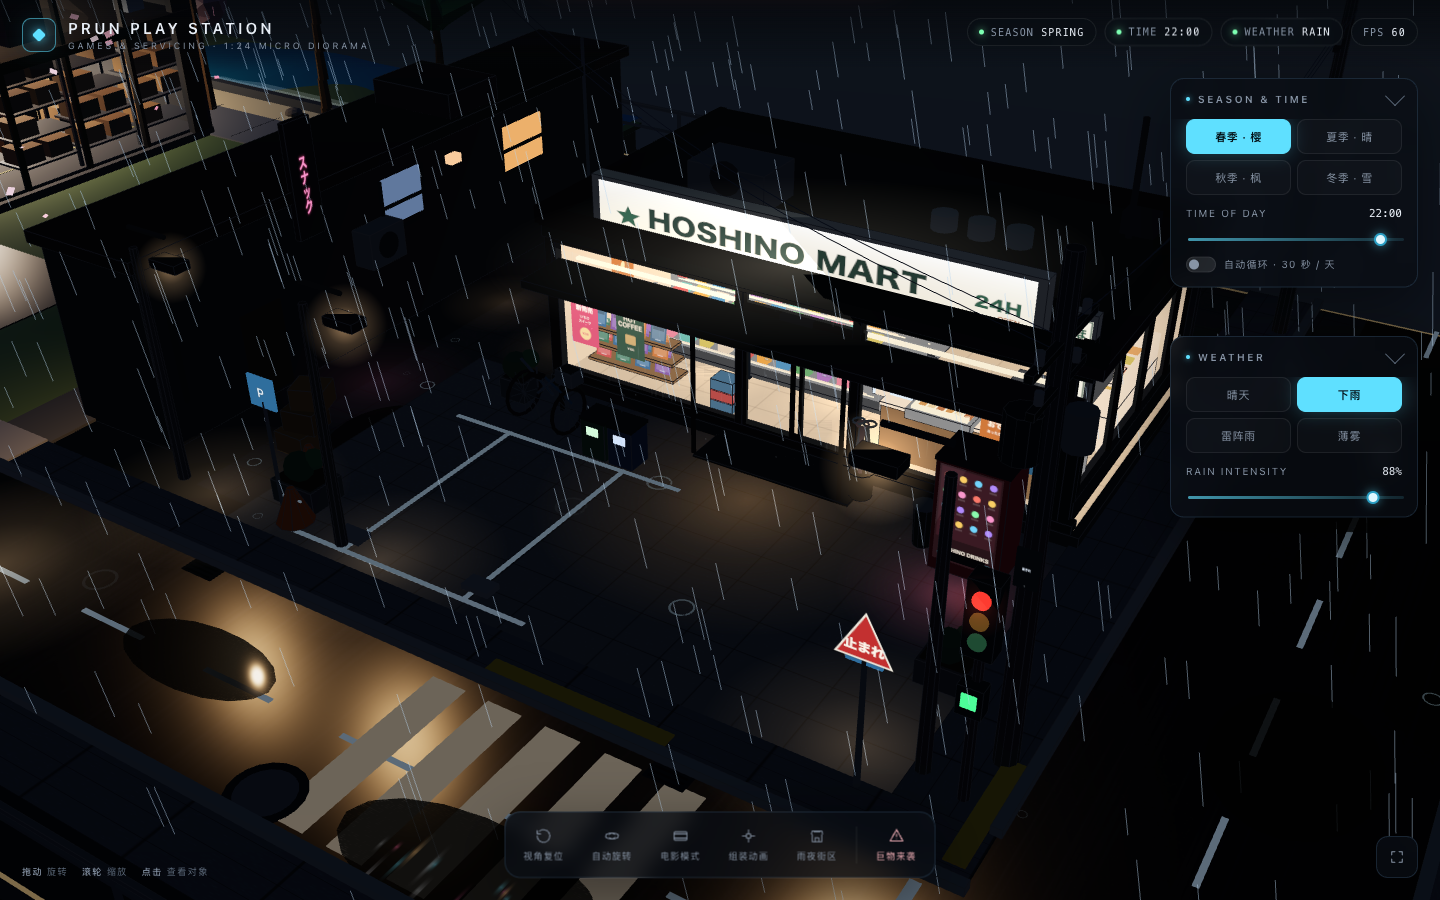 PRUN PLAY STATION
GAMES & SERVICING · 1:24 MICRO DIORAMA
SEASON SPRING
TIME 22:00
WEATHER RAIN
FPS 60
SEASON & TIME
春季 · 樱
夏季 · 晴
秋季 · 枫
冬季 · 雪
TIME OF DAY
22:00
自动循环 · 30 秒 / 天
WEATHER
晴天
下雨
雷阵雨
薄雾
RAIN INTENSITY
88%
スナック
★ HOSHINO MART
24H
HOT
COFFEE
P
止まれ
视角复位
自动旋转
电影模式
组装动画
雨夜街区
巨物来袭
拖动 旋转
滚轮 缩放
点击 查看对象